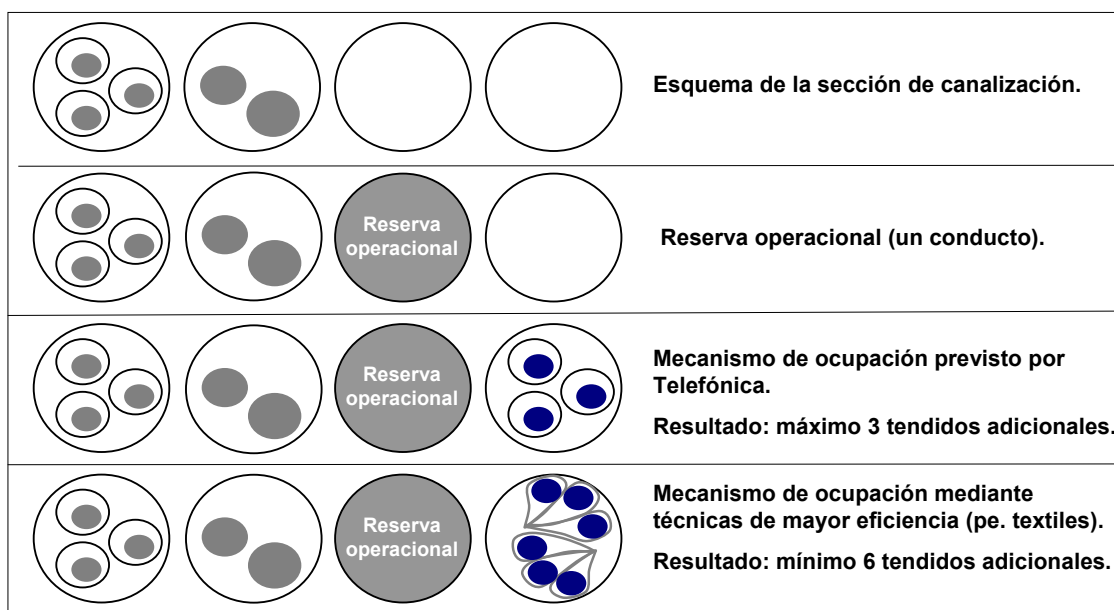 Esquema de la sección de canalización.
Reserva
operacional
Reserva operacional (un conducto).
Reserva
operacional
Mecanismo de ocupación previsto por
Telefónica.
Resultado: máximo 3 tendidos adicionales.
Reserva
operacional
Mecanismo de ocupación mediante
técnicas de mayor eficiencia (pe. textiles).
Resultado: mínimo 6 tendidos adicionales.